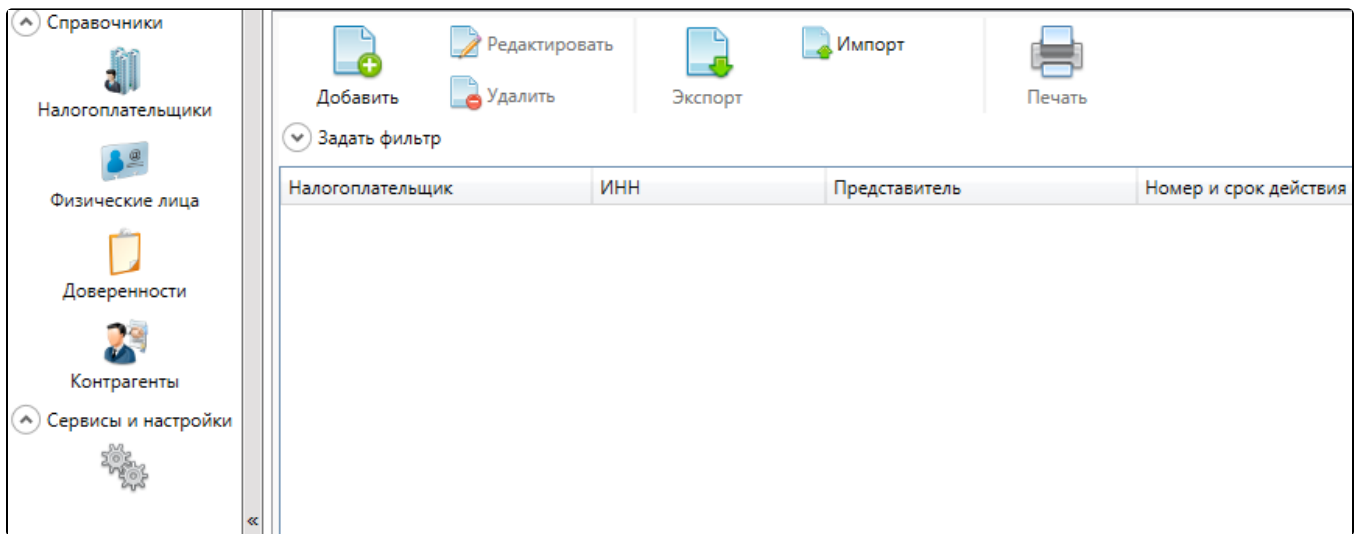 Справочники
Налогоплательщики
Физические лица
Доверенности
Контрагенты
Сервисы и настройки
«
Добавить
Редактировать
Удалить
Экспорт
Импорт
Печать
Задать фильтр
Налогоплательщик ИНН Представитель Номер и срок действия